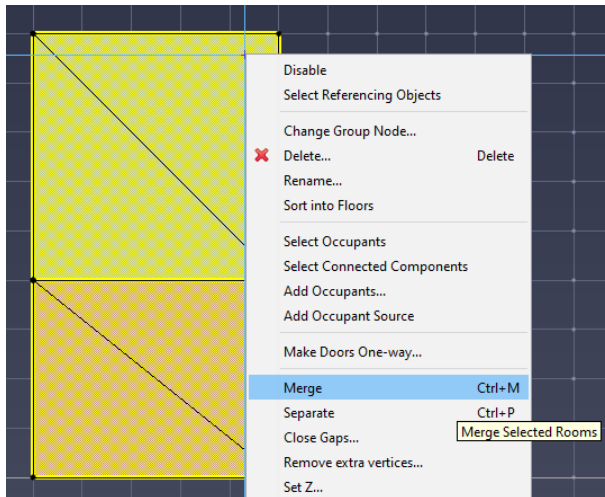 Disable
Select Referencing Objects
Change Group Node...
Delete... Delete
Rename...
Sort into Floors
Select Occupants
Select Connected Components
Add Occupants...
Add Occupant Source
Make Doors One-way...
Merge Ctrl+M
Separate Ctrl+P
Merge Selected Rooms
Close Gaps...
Remove extra vertices...
Set Z...